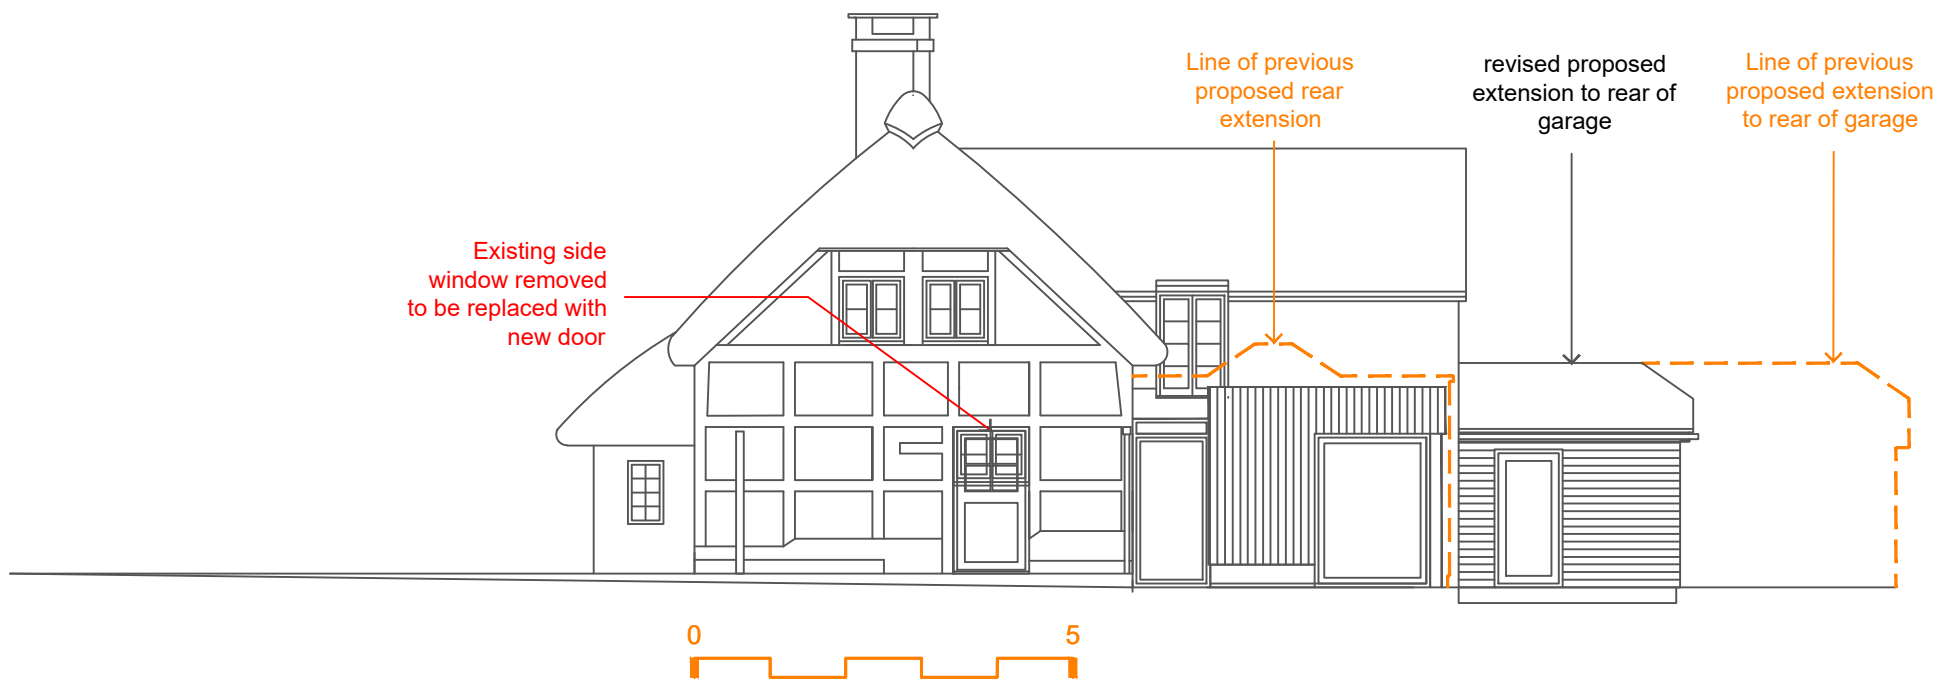 Line of previous
proposed rear
extension
revised proposed
extension to rear of
garage
Line of previous
proposed extension
to rear of garage
Existing side
window removed
to be replaced with
new door
0
5